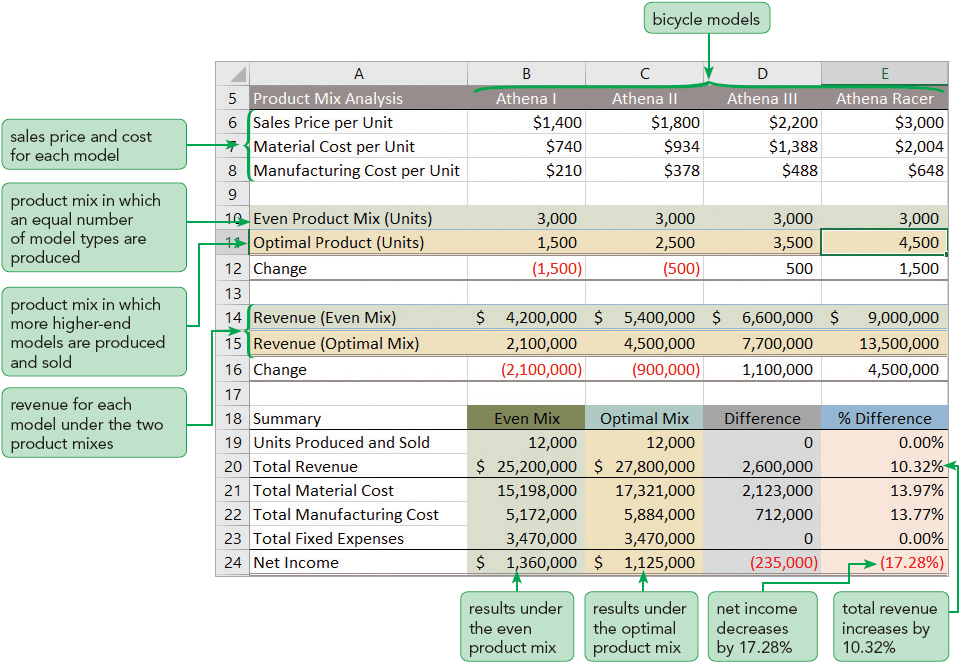 bicycle models
A B C D E
5 Product Mix Analysis Athena I Athena II Athena III Athena Racer
6 Sales Price per Unit $1,400 $1,800 $2,200 $3,000
7 Material Cost per Unit $740 $934 $1,388 $2,004
8 Manufacturing Cost per Unit $210 $378 $488 $648
9
10 Even Product Mix (Units) 3,000 3,000 3,000 3,000
11 Optimal Product (Units) 1,500 2,500 3,500 4,500
12 Change (1,500) (500) 500 1,500
13
14 Revenue (Even Mix) $ 4,200,000 $ 5,400,000 $ 6,600,000 $ 9,000,000
15 Revenue (Optimal Mix) 2,100,000 4,500,000 7,700,000 13,500,000
16 Change (2,100,000) (900,000) 1,100,000 4,500,000
17
18 Summary Even Mix Optimal Mix Difference % Difference
19 Units Produced and Sold 12,000 12,000 0 0.00%
20 Total Revenue $ 25,200,000 $ 27,800,000 2,600,000 10.32%
21 Total Material Cost 15,198,000 17,321,000 2,123,000 13.97%
22 Total Manufacturing Cost 5,172,000 5,884,000 712,000 13.77%
23 Total Fixed Expenses 3,470,000 3,470,000 0 0.00%
24 Net Income $ 1,360,000 $ 1,125,000 (235,000) (17.28%)
sales price and cost
for each model
product mix in which
an equal number
of model types are
produced
product mix in which
more higher-end
models are produced
and sold
revenue for each
model under the two
product mixes
results under
the even
product mix
results under
the optimal
product mix
net income
decreases
by 17.28%
total revenue
increases by
10.32%